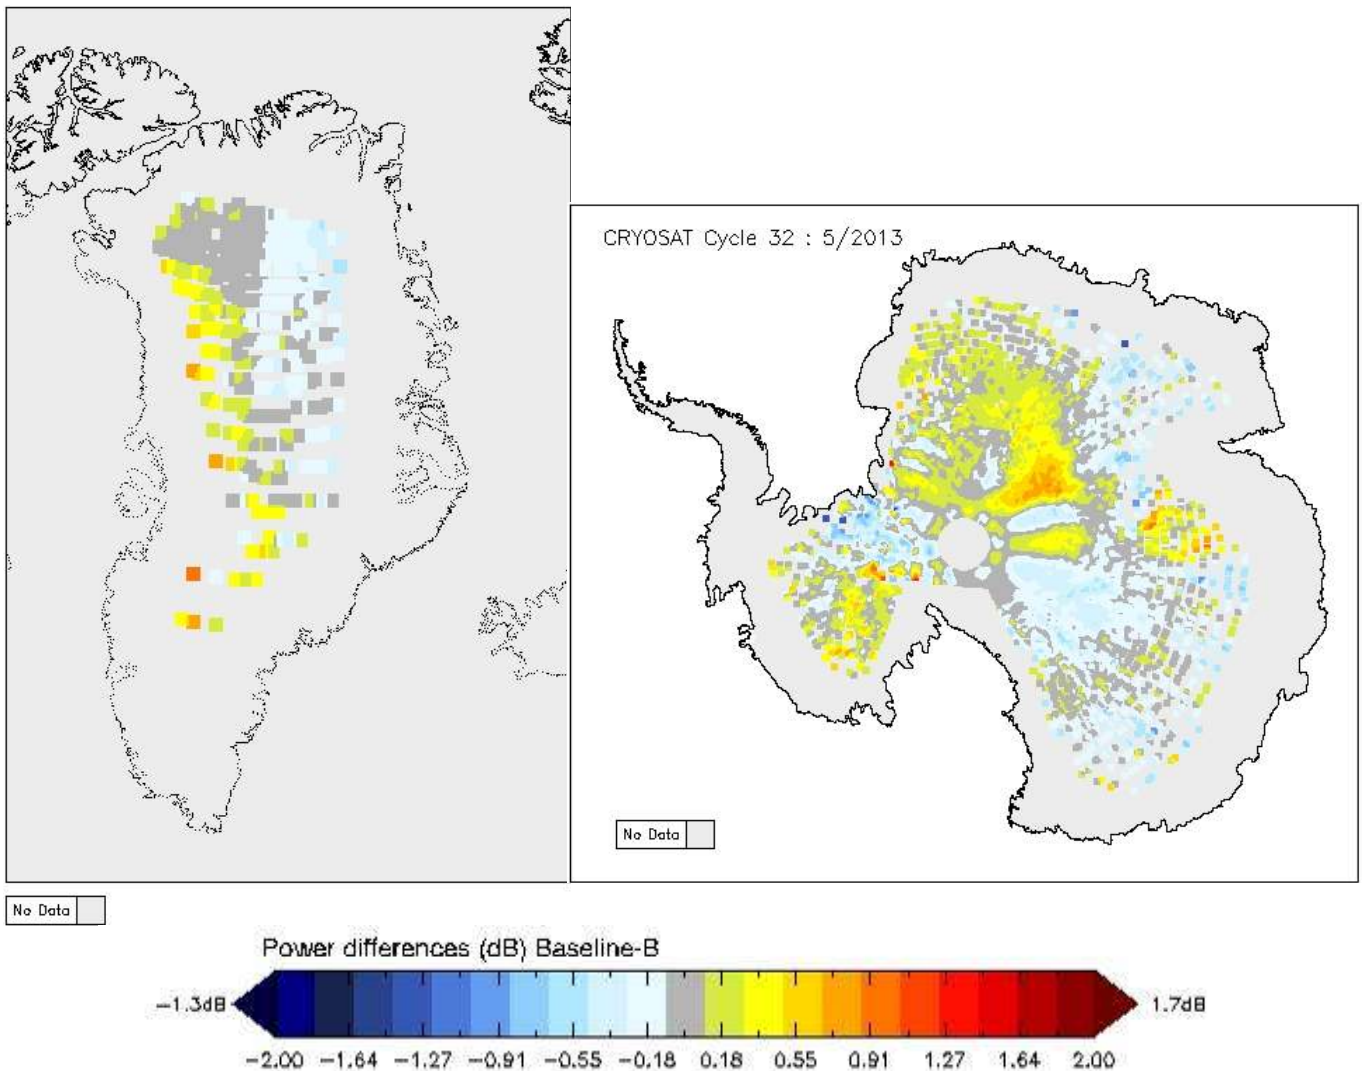 CRYOSAT Cycle 32 : 5/2013
No Data
No Data
Power differences (dB) Baseline-B
−1.3dB
1.7dB
−2.00 −1.64 −1.27 −0.91 −0.55 −0.18 0.18 0.55 0.91 1.27 1.64 2.00